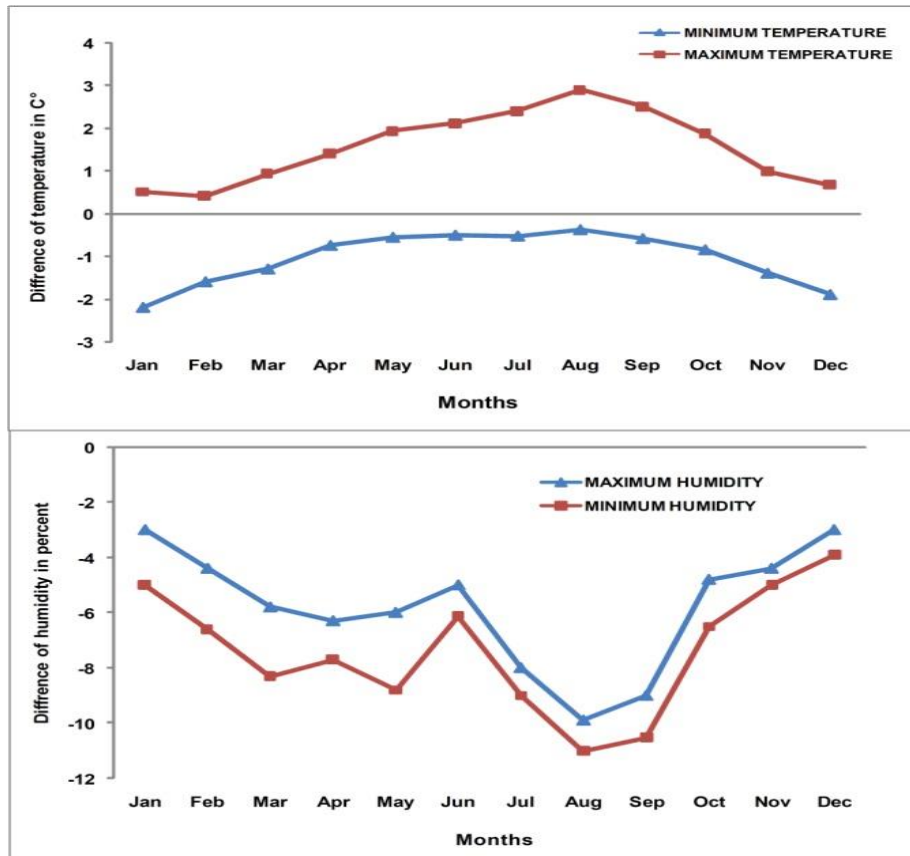 MINIMUM TEMPERATURE
MAXIMUM TEMPERATURE
Diffrence of temperature in C°
4
3
2
1
0
-1
-2
-3
Jan Feb Mar Apr May Jun Jul Aug Sep Oct Nov Dec
Months
MAXIMUM HUMIDITY
MINIMUM HUMIDITY
Diffrence of humidity in percent
0
-2
-4
-6
-8
-10
-12
Jan Feb Mar Apr May Jun Jul Aug Sep Oct Nov Dec
Months